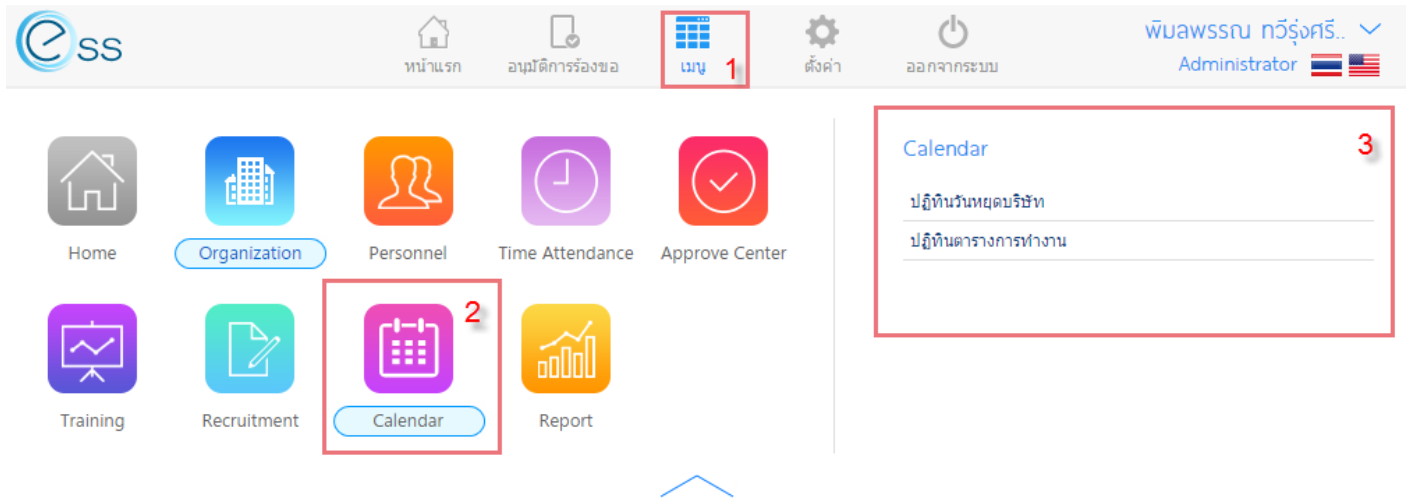 ess
หน้าแรก
อนุมัติการร้องขอ
เมนู
1
ตั้งค่า
ออกจากระบบ
พิมลพรรณ ทวีรุ่งศรี..
Administrator
Home
Organization
Personnel
Time Attendance
Approve Center
Training
Recruitment
Calendar
2
Report
Calendar
3
ปฏิทินวันหยุดบริษัท
ปฏิทินตารางการทำงาน